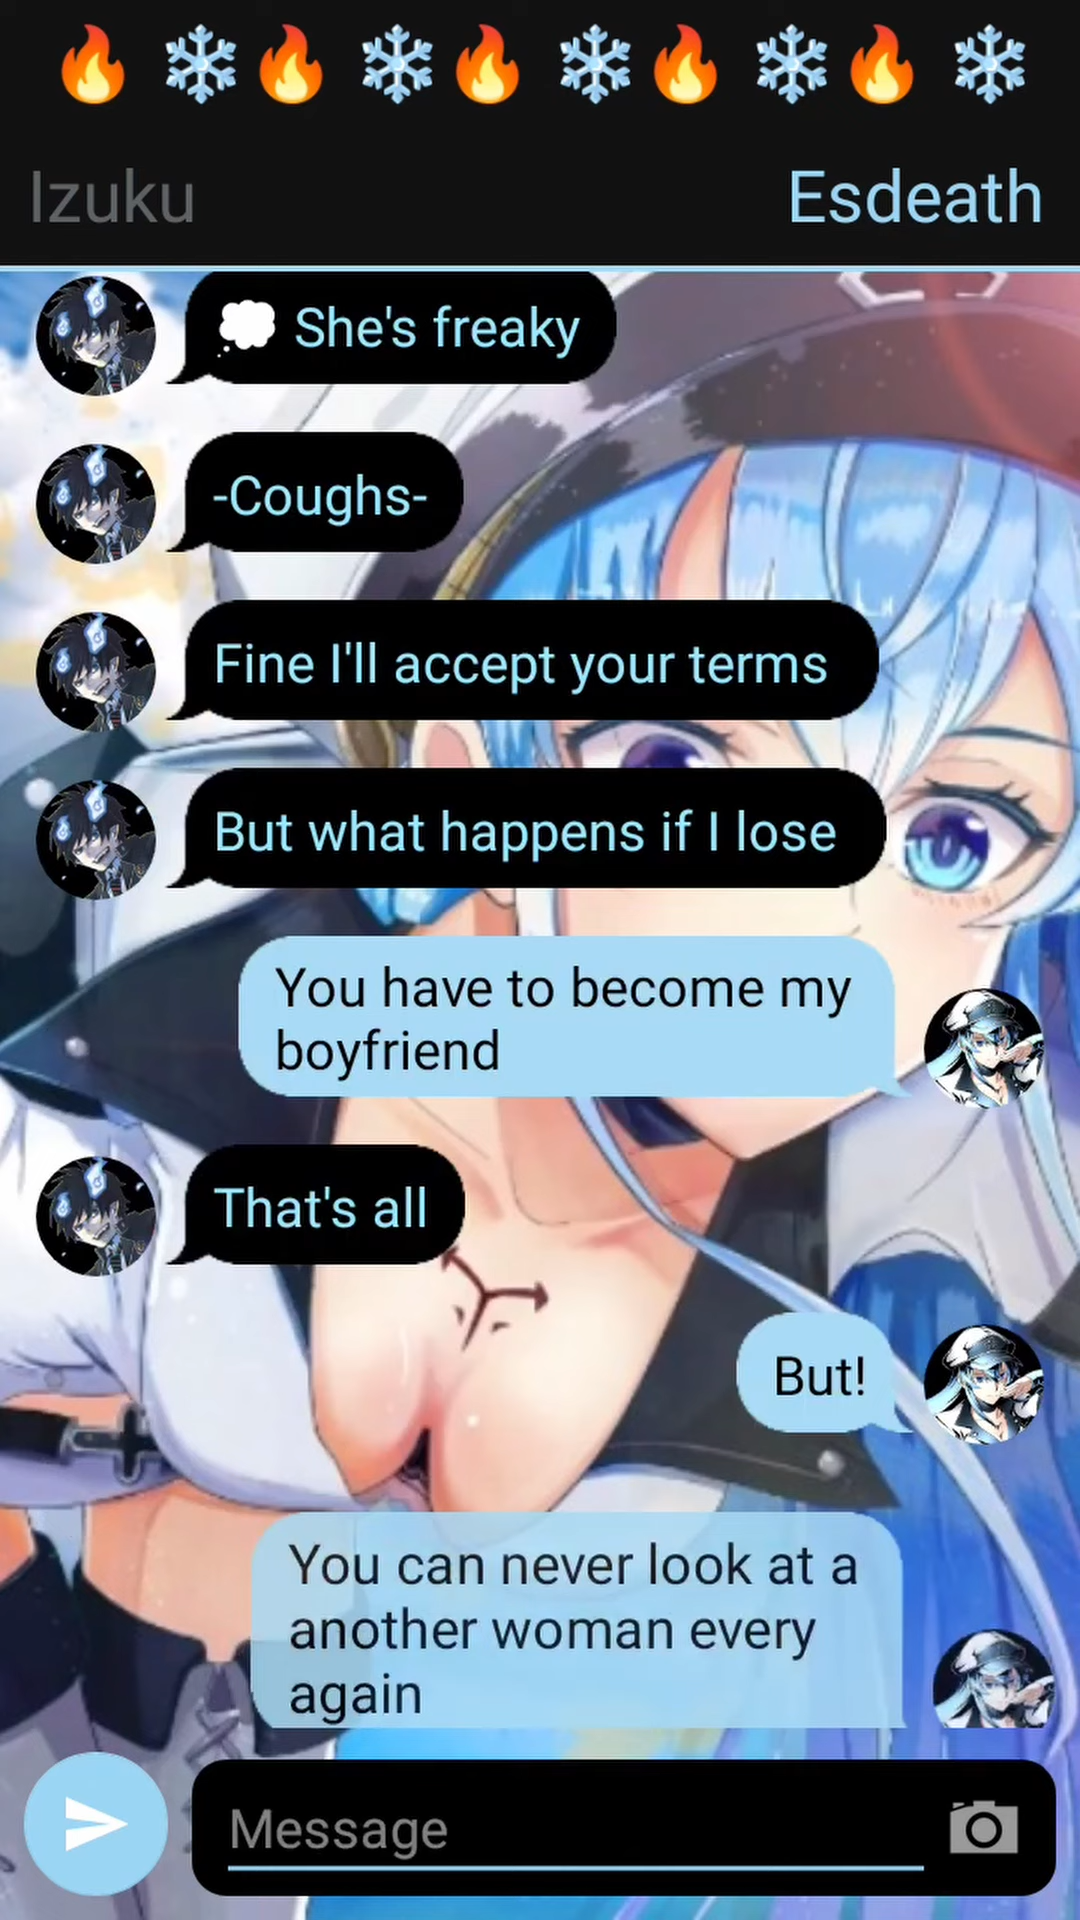 Izuku
Esdeath
She's freaky
-Coughs-
Fine I'll accept your terms
But what happens if I lose
You have to become my
boyfriend
That's all
But!
You can never look at a
another woman every
again
Message